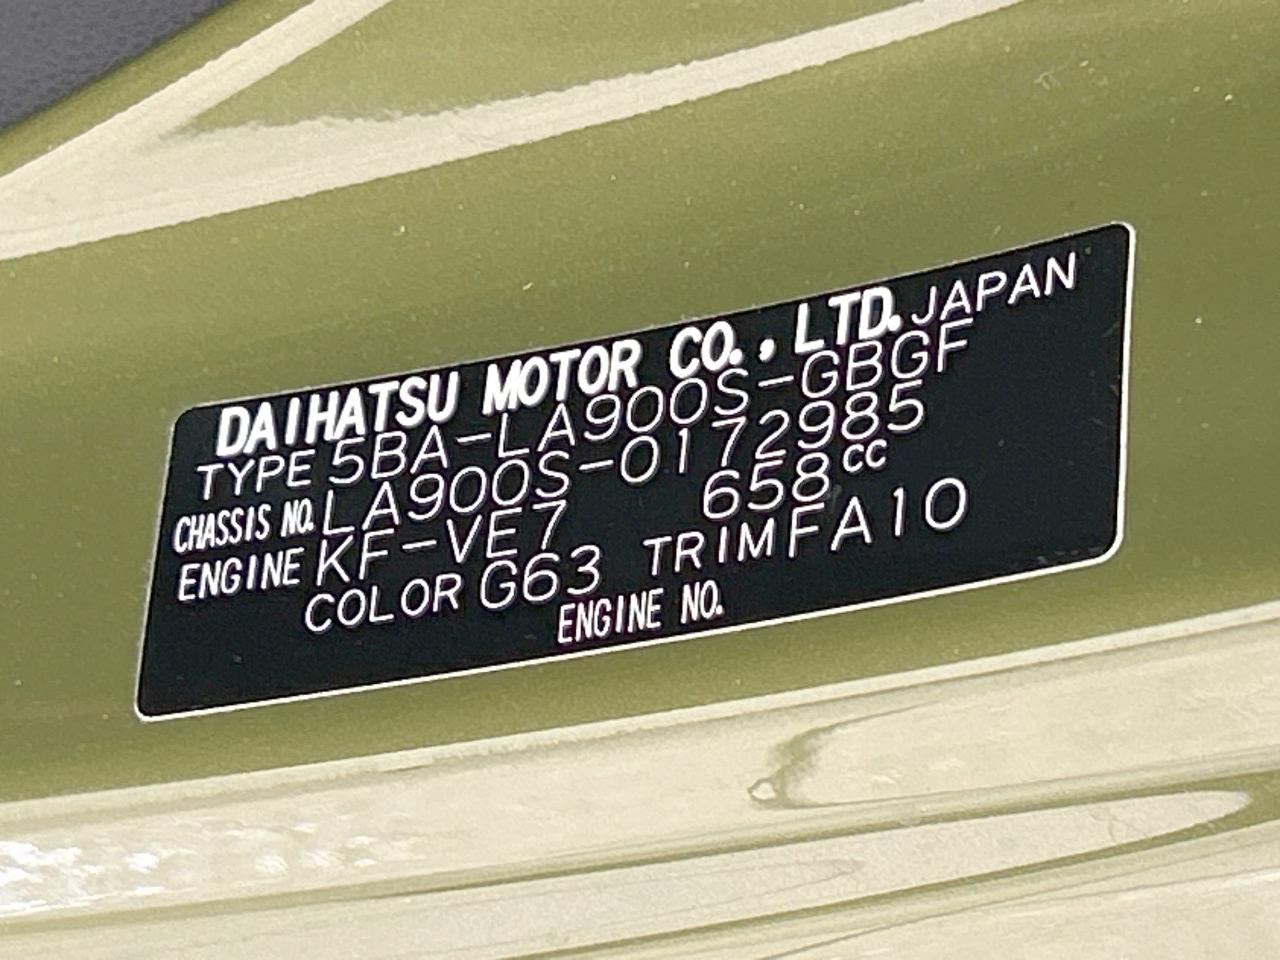 DAIHATSU MOTOR CO., LTD. JAPAN
TYPE 5BA-LA900S-GBGF
CHASSIS NO. LA900S-0172985
ENGINE KF-VE7 658cc
COLOR G63 TRIM FA10
ENGINE NO.